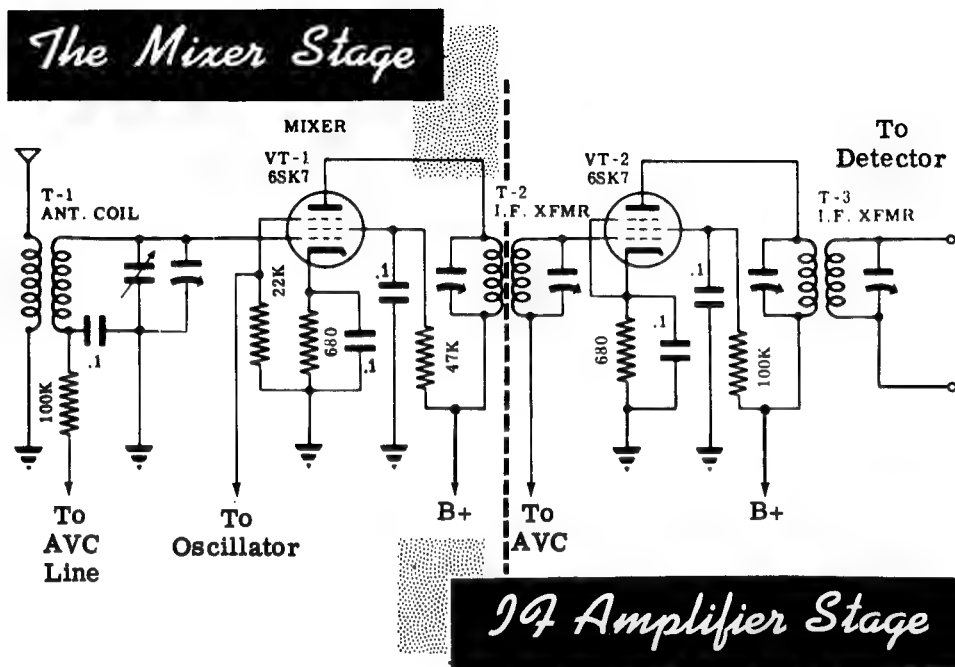 The Mixer Stage
MIXER
VT-1
6SK7
T-1
ANT. COIL
22K
680
.1
.1
47K
.1
100K
To
AVC
Line
To
Oscillator
B+
T-2
I.F. XFMR
VT-2
6SK7
To
Detector
T-3
I.F. XFMR
.1
.1
680
100K
To
AVC
B+
IF Amplifier Stage